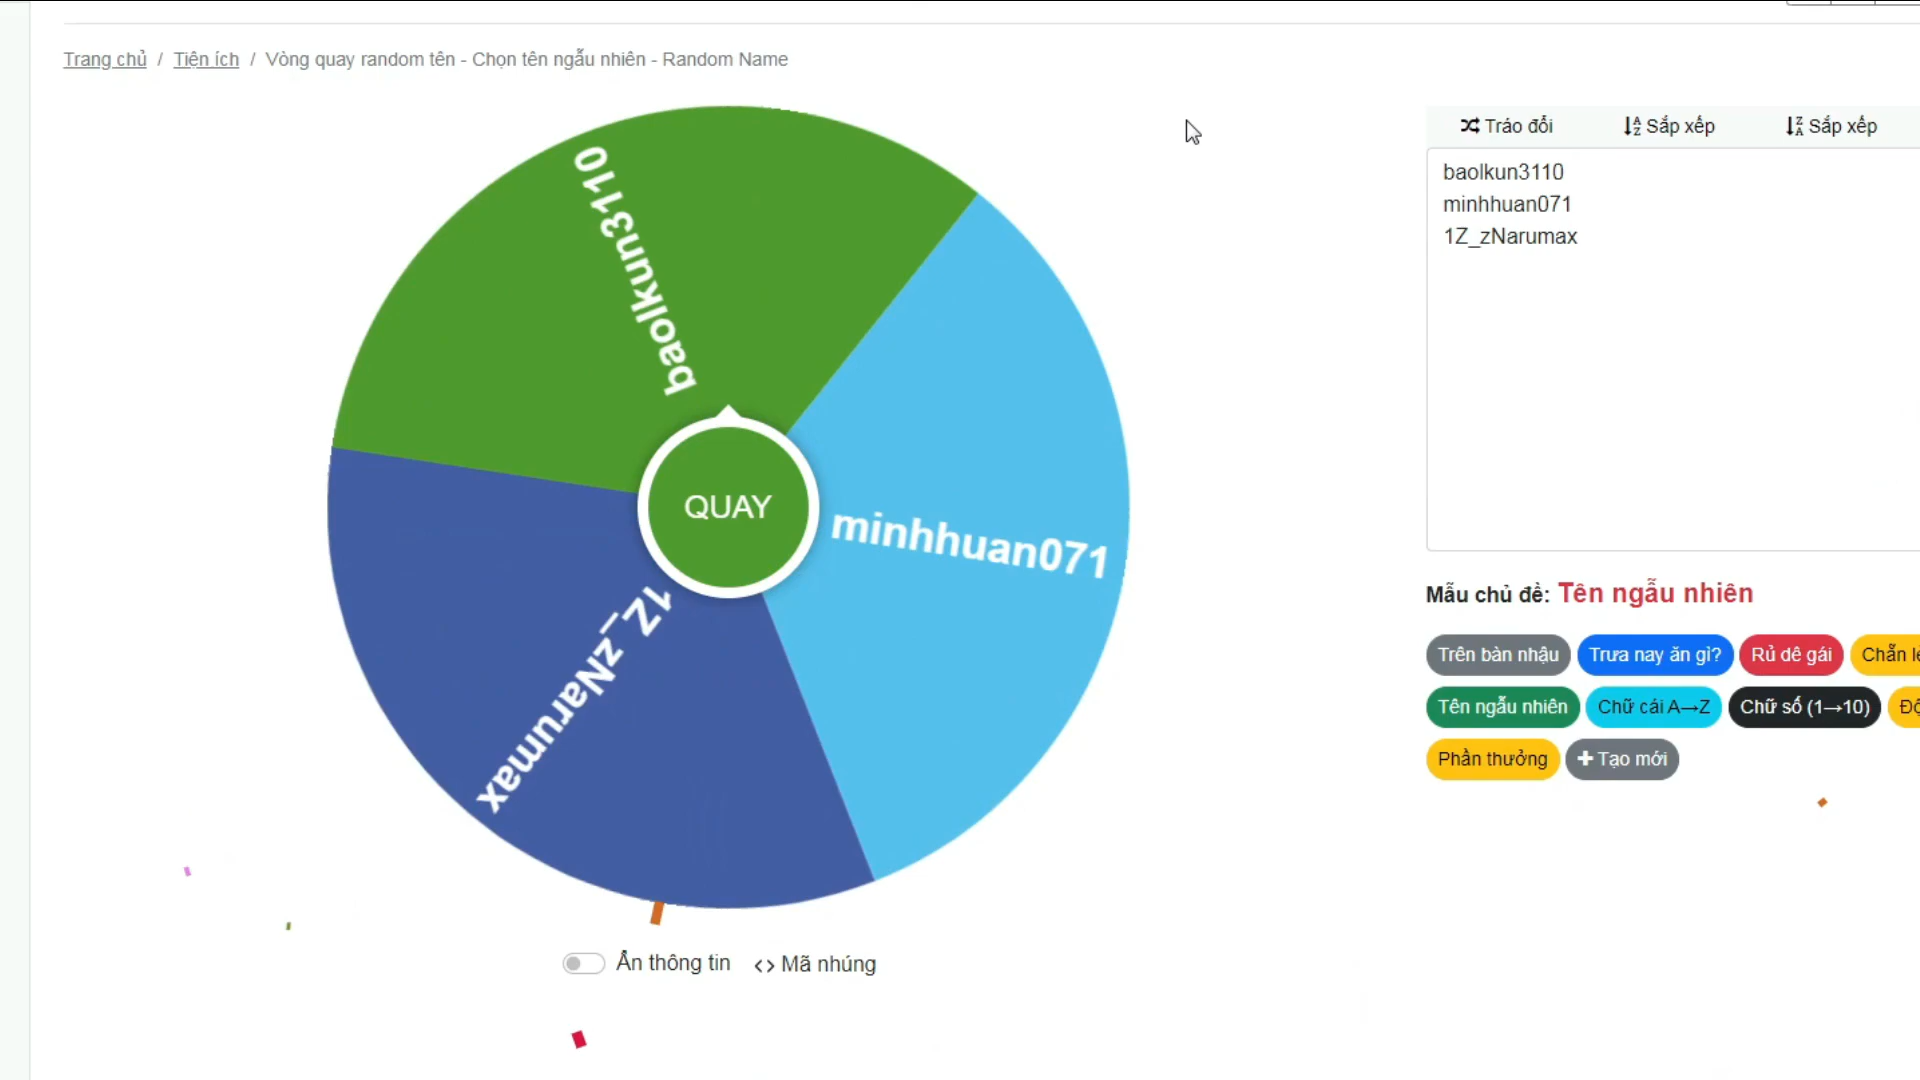 Trang chủ / Tiện ích / Vòng quay random tên - Chọn tên ngẫu nhiên - Random Name
Tráo đổi
Sắp xếp
Sắp xếp
baolkun3110
minhhuan071
1Z_zNarumax
baolkun3110
minhhuan071
1Z_zNarumax
QUAY
Mẫu chủ đề: Tên ngẫu nhiên
Trên bàn nhậu
Trưa nay ăn gì?
Rủ dê gái
Chẵn
Tên ngẫu nhiên
Chữ cái A→Z
Chữ số (1→10)
Phần thưởng
Tạo mới
Ẩn thông tin
<> Mã nhúng